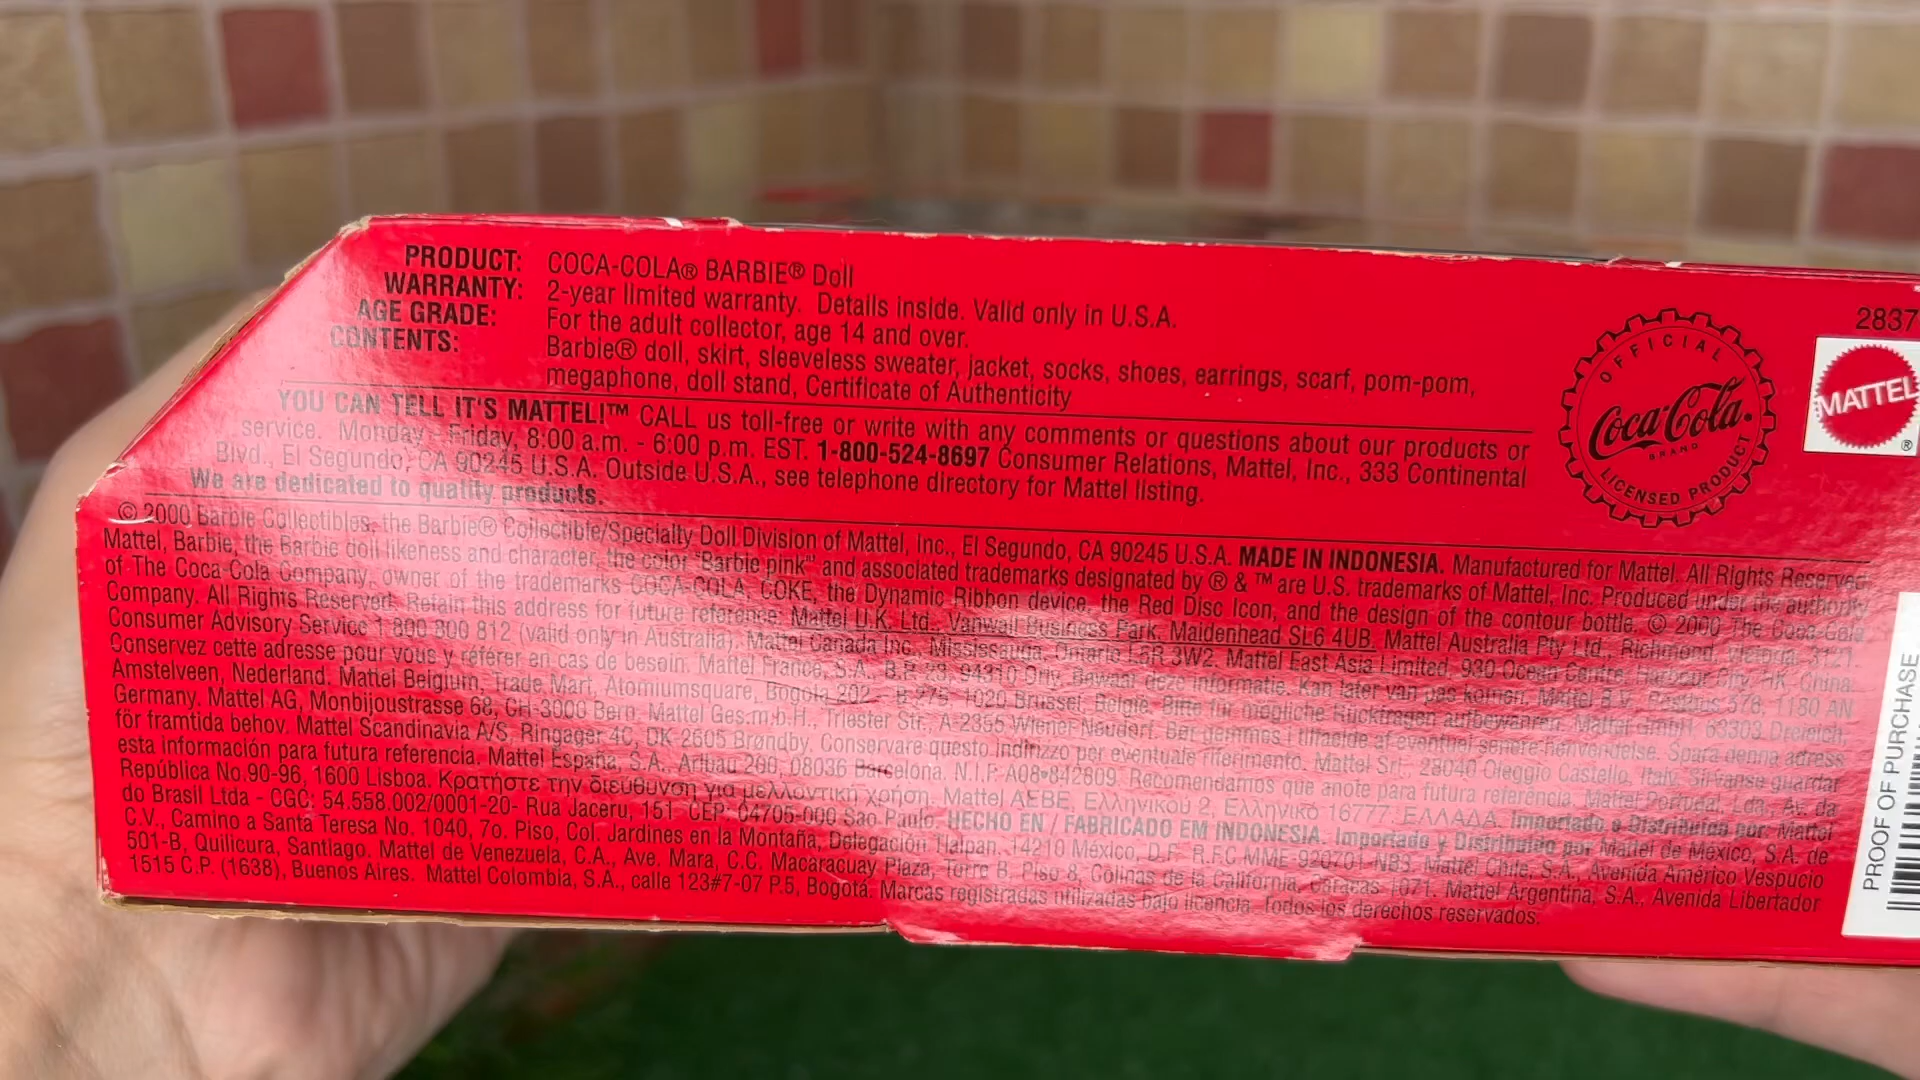 PRODUCT: COCA-COLA® BARBIE® Doll
WARRANTY: 2-year limited warranty. Details inside. Valid only in U.S.A.
AGE GRADE: For the adult collector, age 14 and over.
CONTENTS: Barbie® doll, skirt, sleeveless sweater, jacket, socks, shoes, earrings, scarf, pom-pom,
megaphone, doll stand, Certificate of Authenticity
YOU CAN TELL IT'S MATTEL!™ CALL us toll-free or write with any comments or questions about our products or
service. Monday - Friday, 8:00 a.m. - 6:00 p.m. EST. 1-800-524-8697 Consumer Relations, Mattel, Inc., 333 Continental
Blvd., El Segundo, CA 90245 U.S.A. Outside U.S.A., see telephone directory for Mattel listing.
We are dedicated to quality products.
© 2000 Barbie Collectibles, the Barbie® Collectible/Specialty Doll Division of Mattel, Inc., El Segundo, CA 90245 U.S.A. MADE IN INDONESIA. Manufactured for Mattel. All Rights Reserved.
Mattel, Barbie, the Barbie doll likeness and character, the color "Barbie pink" and associated trademarks designated by ® & ™ are U.S. trademarks of Mattel, Inc. Produced under the authority
of The Coca-Cola Company, owner of the trademarks COCA-COLA, COKE, the Dynamic Ribbon device, the Red Disc Icon, and the design of the contour bottle. © 2000 The Coca-Cola
Company. All Rights Reserved. Retain this address for future reference: Mattel U.K. Ltd., Vanwall Business Park, Maidenhead SL6 4UB. Mattel Australia Pty Ltd., Richmond, Victoria. 3121.
Consumer Advisory Service 1 800 800 812 (valid only in Australia). Mattel Canada Inc., Mississauga, Ontario L5R 3W2. Mattel East Asia Limited, 930 Ocean Centre, Harbour City, HK, China.
Conservez cette adresse pour vous y référer en cas de besoin: Mattel France, S.A. B.P. 23, 94310 Orly. Bewaar deze informatie. Kan later van pas komen. Mattel B.V. Postbus 576, 1180 AN
Amstelveen, Nederland. Mattel Belgium, Trade Mart, Atomiumsquare, Bogota 202 - B 275, 1020 Brussel, Belgie. Bitte für mögliche Rückfragen aufbewahren. Mattel GmbH, 63303 Dreieich-
Germany. Mattel AG, Monbijoustrasse 68, CH-3000 Bern. Mattel Ges.m.b.H., Triester Str., A-2355 Wiener Neudorf. Bør gemmes i tilfælde af eventuel senere henvendelse. Spara denna adress
för framtida behov. Mattel Scandinavia A/S, Ringager 4C, DK-2605 Brøndby. Conservare questo indirizzo per eventuale riferimento. Mattel Srl., 28040 Oleggio Castello, Italy. Sírvanse guardar
esta información para futura referencia. Mattel España, S.A. Aribau 200, 08036 Barcelona. N.I.F. A08•842809. Recomendamos que anote para futura referencia. Mattel Portugal, Lda., Av. da
República No.90-96, 1600 Lisboa. Κρατήστε την διεύθυνση για μελλοντική χρήση. Mattel AEBE, Ελληνικού 2, Ελληνικό 16777, ΕΛΛΑΔΑ. Importado e Distribuido por: Mattel
do Brasil Ltda - CGC: 54.558.002/0001-20- Rua Jaceru, 151 CEP: 04705-000 Sao Paulo. HECHO EN / FABRICADO EM INDONESIA. Importado y Distribuido por Mattel de México, S.A. de
C.V., Camino a Santa Teresa No. 1040, 7o. Piso, Col. Jardines en la Montaña, Delegación Tlalpan, 14210 México, D.F. R.F.C. MME-920701-NB3. Mattel Chile, S.A., Avenida Américo Vespucio
501-B, Quilicura, Santiago. Mattel de Venezuela, C.A., Ave. Mara, C.C. Macaracuay Plaza, Torre B, Piso 8, Colinas de la California, Caracas 1071. Mattel Argentina, S.A., Avenida Libertador
1515 C.P. (1638), Buenos Aires. Mattel Colombia, S.A., calle 123#7-07 P.5, Bogotá. Marcas registradas utilizadas bajo licencia. Todos los derechos reservados.
OFFICIAL
Coca-Cola®
BRAND
LICENSED PRODUCT
2837
MATTEL®
PROOF OF PURCHASE